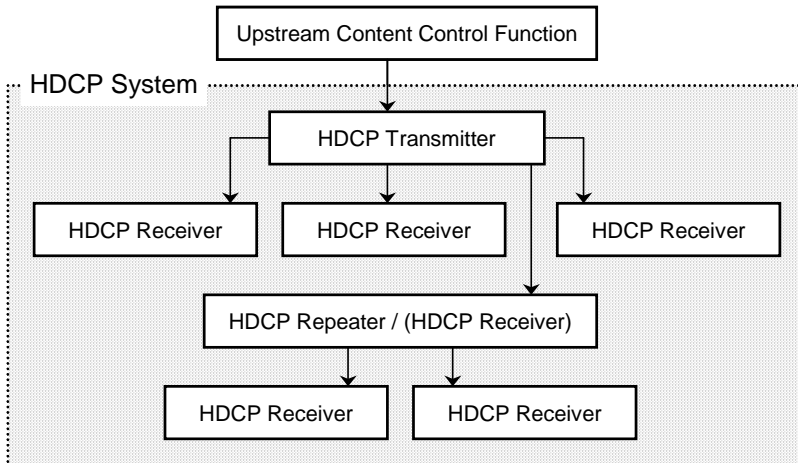 Upstream Content Control Function
HDCP System
HDCP Transmitter
HDCP Receiver
HDCP Receiver
HDCP Receiver
HDCP Repeater / (HDCP Receiver)
HDCP Receiver
HDCP Receiver